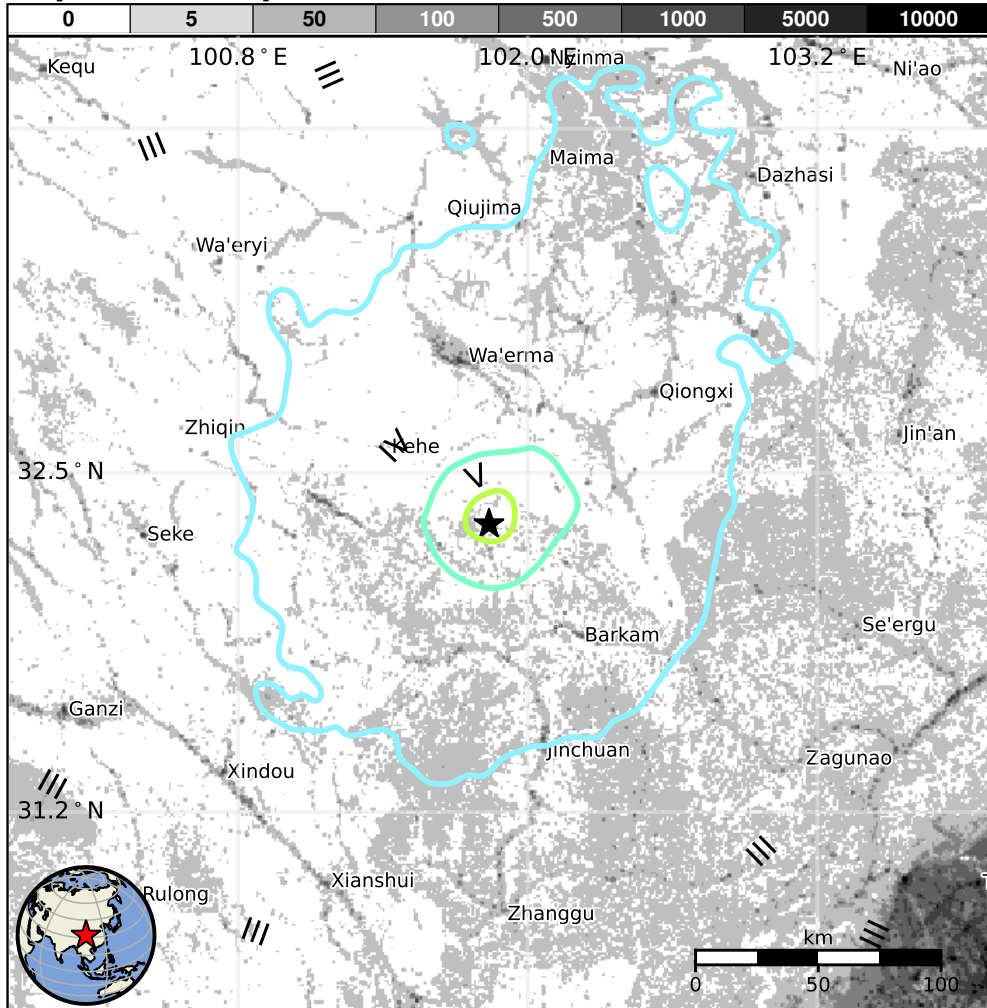 0 5 50 100 500 1000 5000 10000
100.8°E 102.0°E 103.2°E
Kequ
Neinma
Ni'ao
III
III
Maima
Dazhasi
Qiujima
Wa'eryi
Wa'erma
Qiongxi
Zhiqin
Jin'an
IV
Kehe
32.5°N
V
Seke
Se'ergu
Barkam
Ganzi
Jinchuan
Zagunao
Xindou
III
31.2°N
III
Xianshui
Rulong
Zhanggu
III
III
km
0 50 100